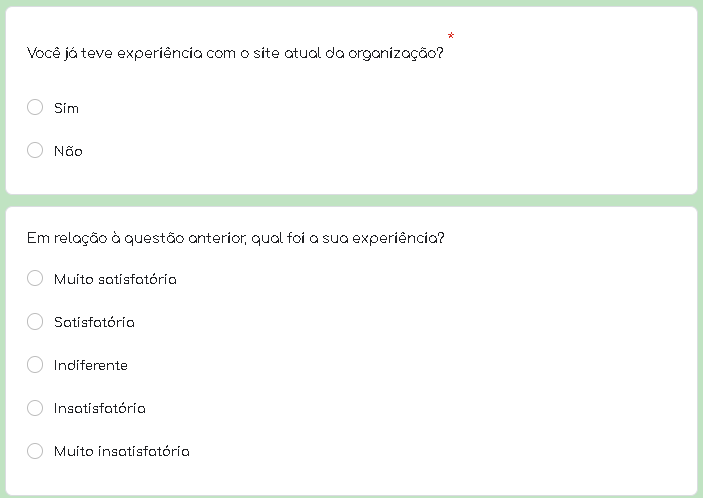 Você já teve experiência com o site atual da organização? *
Sim
Não
Em relação à questão anterior, qual foi a sua experiência?
Muito satisfatória
Satisfatória
Indiferente
Insatisfatória
Muito insatisfatória